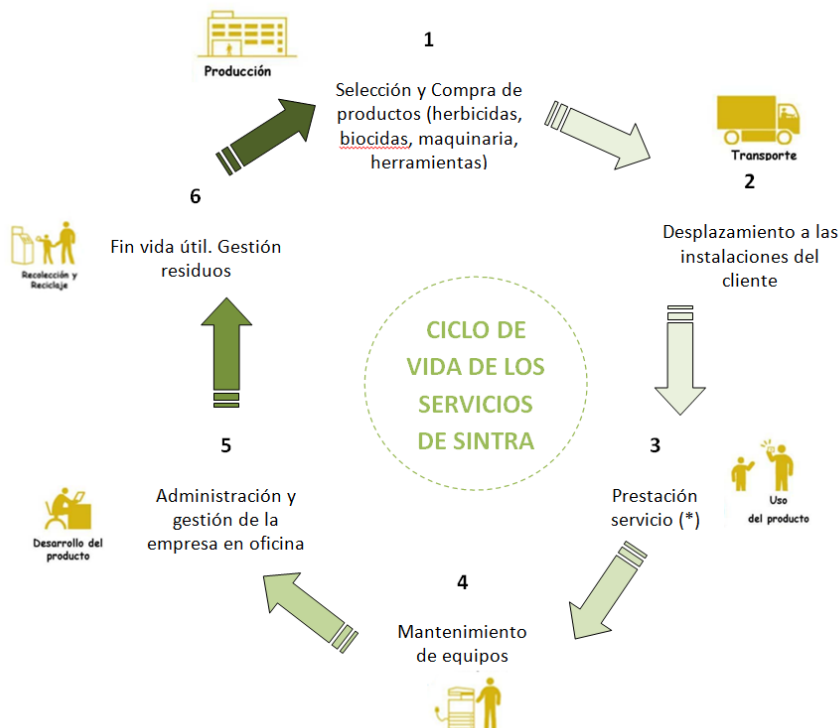 1
Producción
Selección y Compra de
productos (herbicidas,
biocidas, maquinaria,
herramientas)
Transporte
2
Desplazamiento a las
instalaciones del
cliente
3
Prestación
servicio (*)
Uso
del producto
4
Mantenimiento
de equipos
5
Administración y
gestión de la
empresa en oficina
Desarrollo del
producto
6
Fin vida útil. Gestión
residuos
Recolección y
Reciclaje
CICLO DE
VIDA DE LOS
SERVICIOS
DE SINTRA